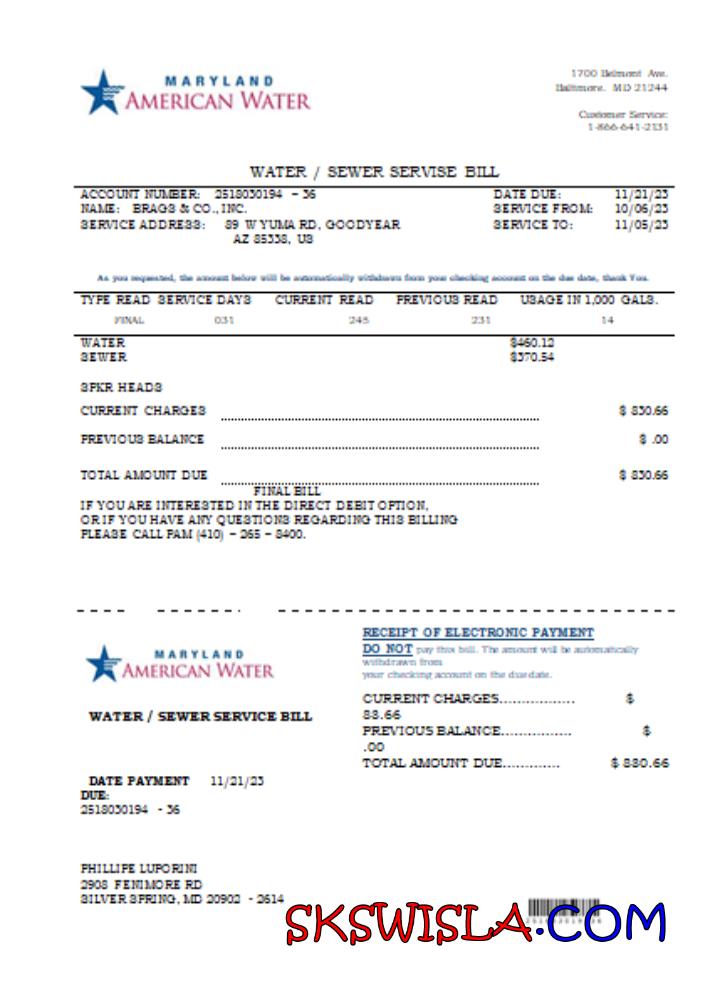 MARYLAND
AMERICAN WATER
1700 Belmont Ave.
Baltimore. MD 21244
Customer Service:
1-866-641-2131
WATER / SEWER SERVISE BILL
ACCOUNT NUMBER: 2518030194 - 36 DATE DUE: 11/21/23
NAME: BRAGS & CO., INC. SERVICE FROM: 10/06/23
SERVICE ADDRESS: 89 W YUMA RD, GOODYEAR SERVICE TO: 11/05/23
AZ 85338, US
As you requested, the amount below will be automatically withdrawn from your checking account on the due date, thank You.
TYPE READ SERVICE DAYS CURRENT READ PREVIOUS READ USAGE IN 1,000 GALS.
FINAL 031 245 231 14
WATER $460.12
SEWER $370.54
SPKR HEADS
CURRENT CHARGES $ 830.66
PREVIOUS BALANCE $ .00
TOTAL AMOUNT DUE $ 830.66
FINAL BILL
IF YOU ARE INTERESTED IN THE DIRECT DEBIT OPTION,
OR IF YOU HAVE ANY QUESTIONS REGARDING THIS BILLING
PLEASE CALL PAM (410) - 265 - 8400.
MARYLAND
AMERICAN WATER
WATER / SEWER SERVICE BILL
RECEIPT OF ELECTRONIC PAYMENT
DO NOT pay this bill. The amount will be automatically
withdrawn from
your checking account on the due date.
CURRENT CHARGES................. $
88.66
PREVIOUS BALANCE................ $
.00
TOTAL AMOUNT DUE............. $ 880.66
DATE PAYMENT 11/21/23
DUE:
2518030194 - 36
PHILLIPE LUPORINI
2908 FENIMORE RD
SILVER SPRING, MD 20902 - 2614
SKSWISLA.COM